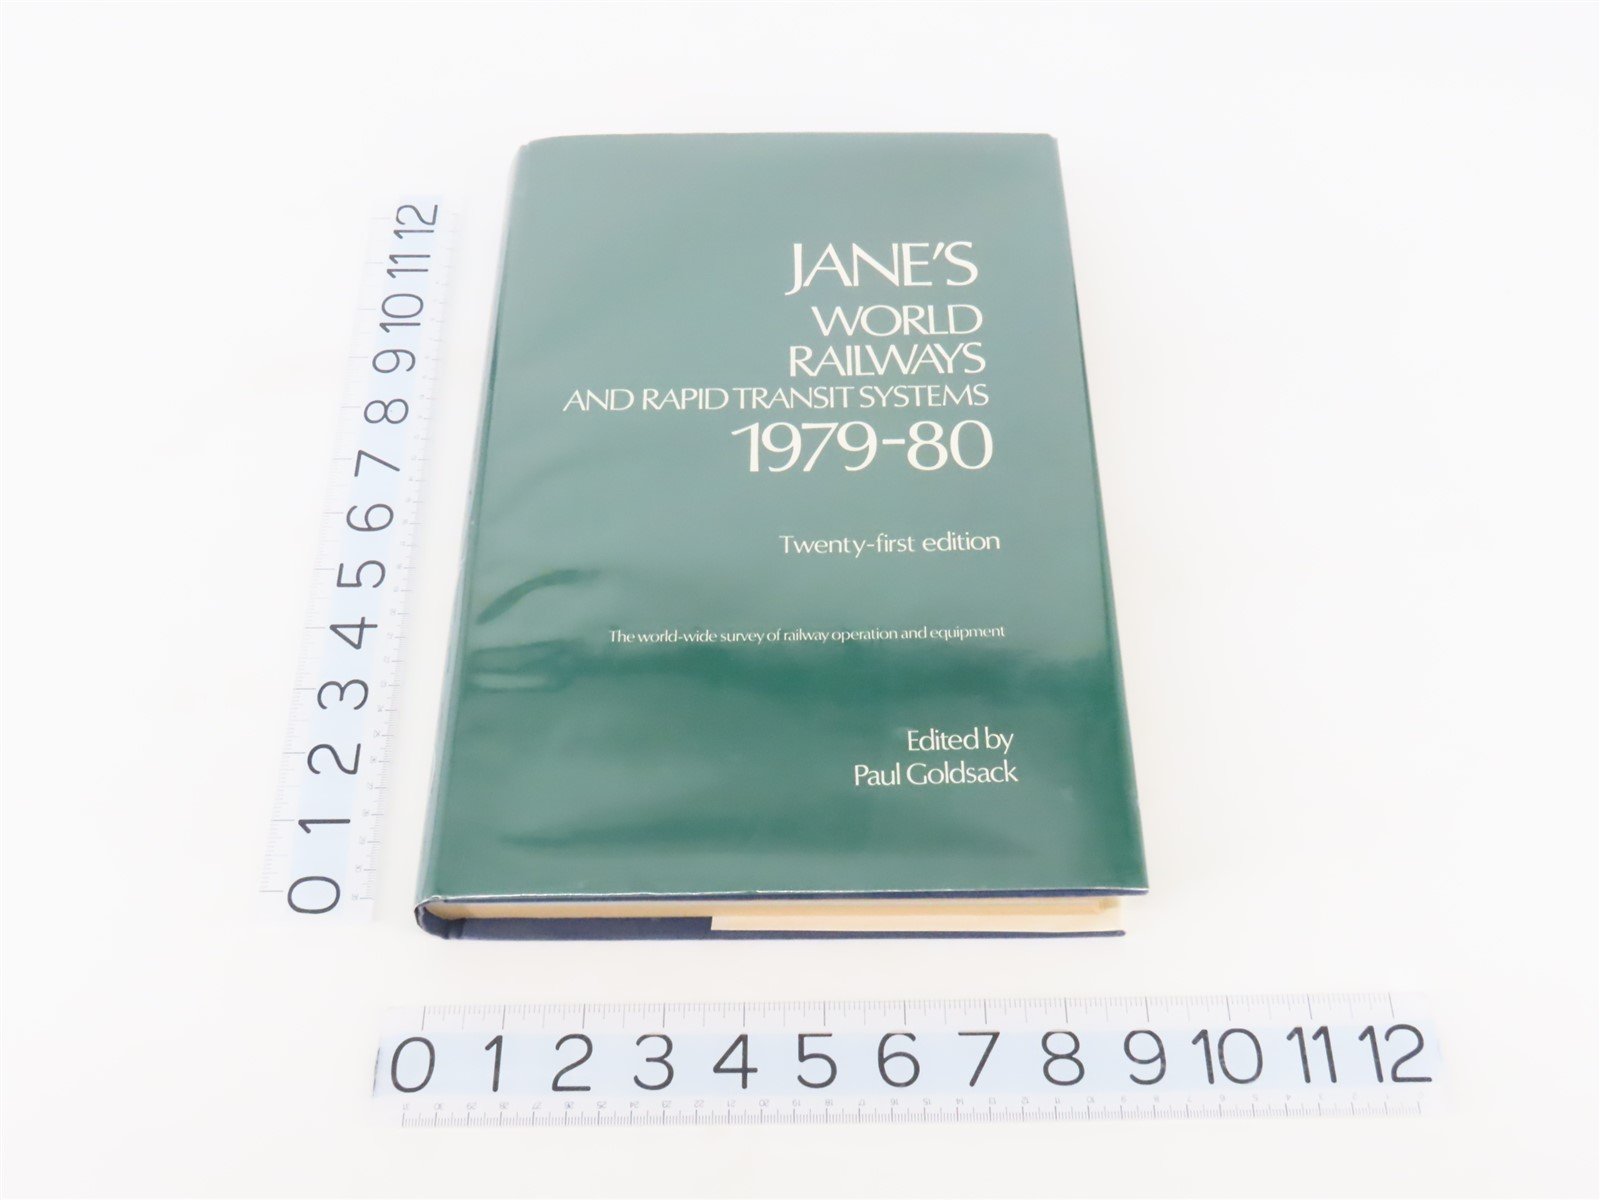 JANE'S
WORLD
RAILWAYS
AND RAPID TRANSIT SYSTEMS
1979-80
Twenty-first edition
The world-wide survey of railway operation and equipment
Edited by
Paul Goldsack
0 1 2 3 4 5 6 7 8 9 10 11 12
0 1 2 3 4 5 6 7 8 9 10 11 12